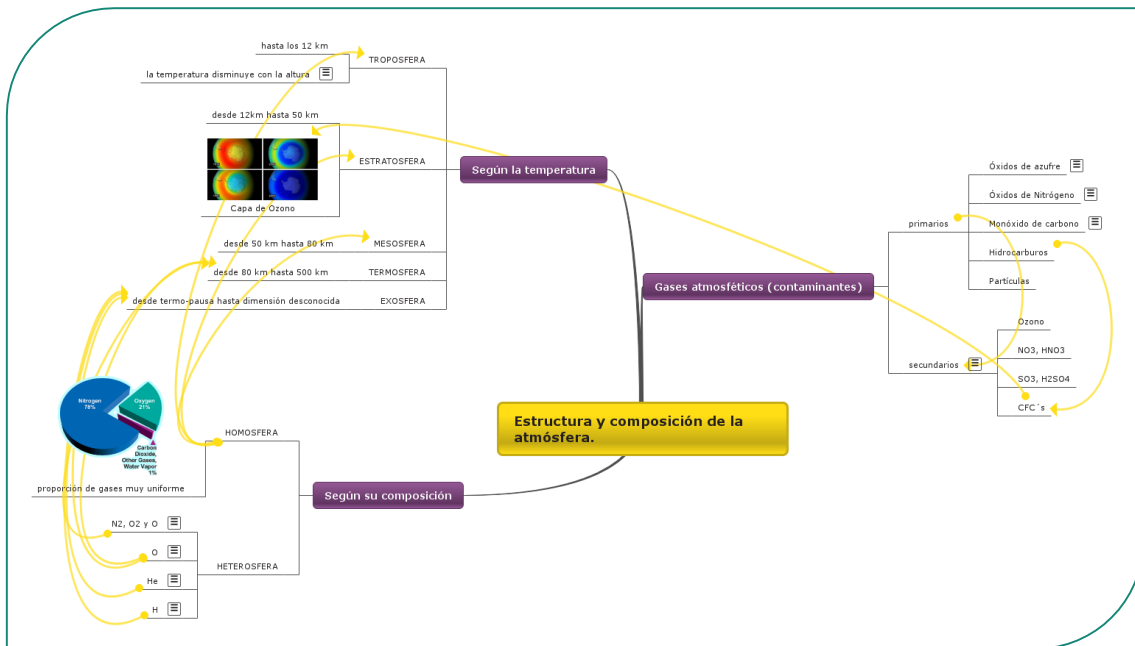 hasta los 12 km
TROPOSFERA
la temperatura disminuye con la altura
desde 12km hasta 50 km
ESTRATOSFERA
Capa de Ozono
desde 50 km hasta 80 km
MESOSFERA
desde 80 km hasta 500 km
TERMOSFERA
desde termo-pausa hasta dimensión desconocida
EXOSFERA
Según la temperatura
Gases atmosféticos (contaminantes)
primarios
Óxidos de azufre
Óxidos de Nitrógeno
Monóxido de carbono
Hidrocarburos
Partículas
secundarios
Ozono
NO3, HNO3
SO3, H2SO4
CFC´s
Estructura y composición de la
atmósfera.
Según su composición
HOMOSFERA
Nitrogen
78%
Oxygen
21%
Carbon
Dioxide,
Other Gases,
Water Vapor
1%
proporción de gases muy uniforme
HETEROSFERA
N2, O2 y O
O
He
H